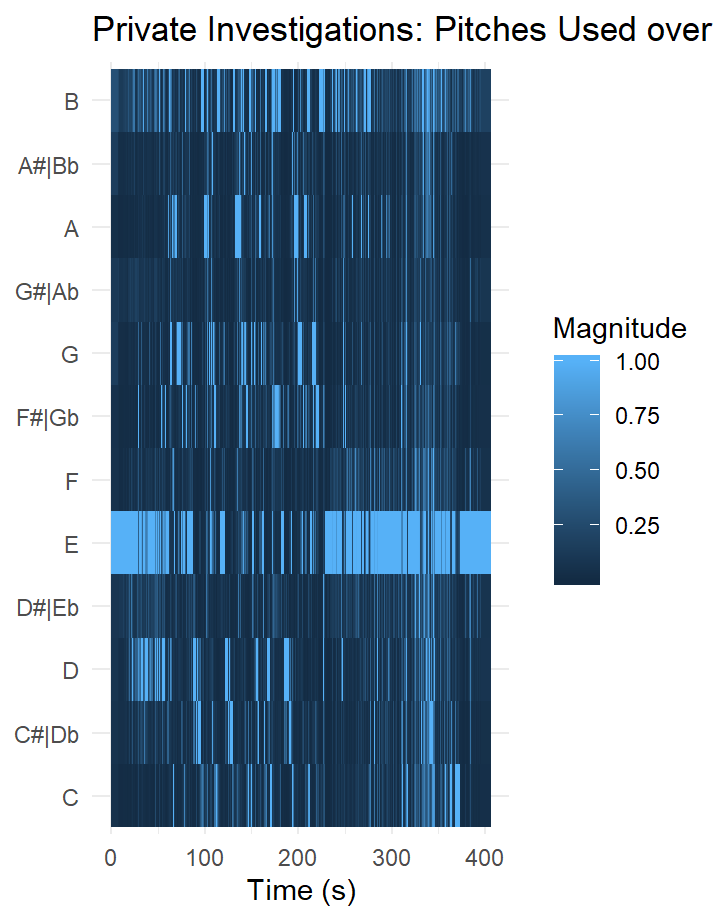 Private Investigations: Pitches Used over
B
A#|Bb
A
G#|Ab
G
F#|Gb
F
E
D#|Eb
D
C#|Db
C
0 100 200 300 400
Time (s)
Magnitude
1.00
0.75
0.50
0.25